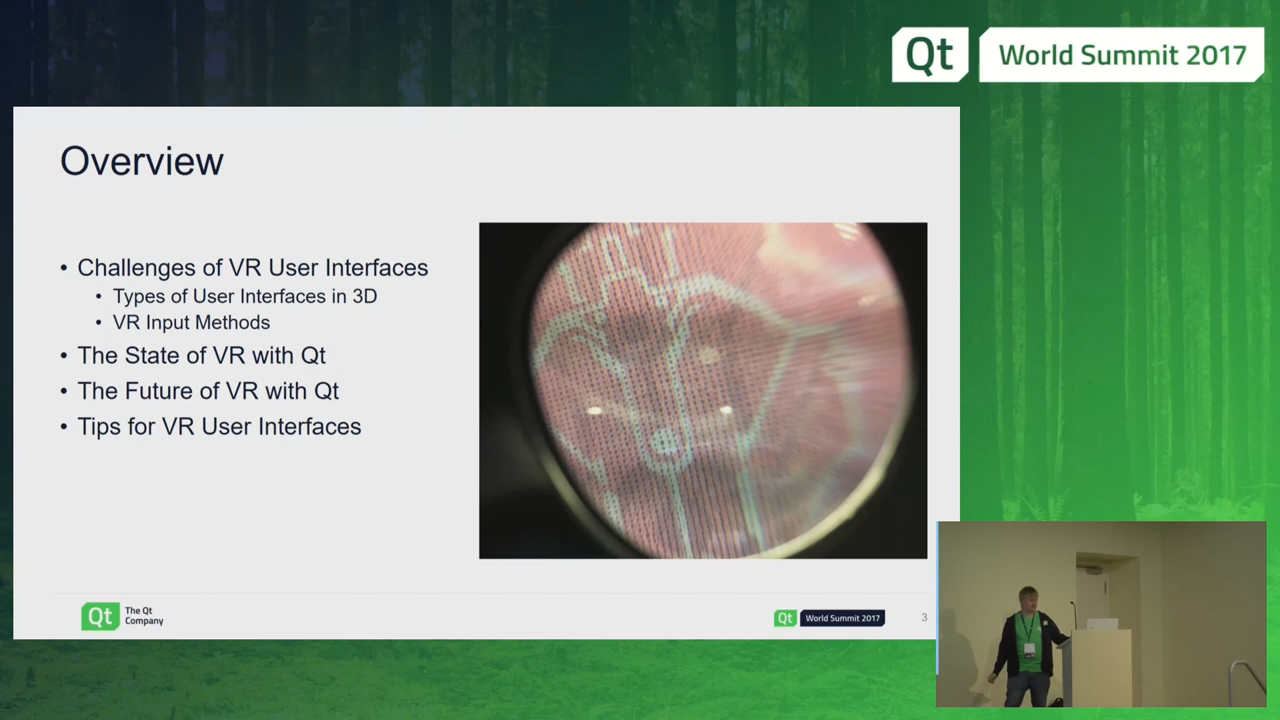 Qt World Summit 2017
Overview
• Challenges of VR User Interfaces
• Types of User Interfaces in 3D
• VR Input Methods
• The State of VR with Qt
• The Future of VR with Qt
• Tips for VR User Interfaces
Qt The Qt
Company
Qt World Summit 2017
3